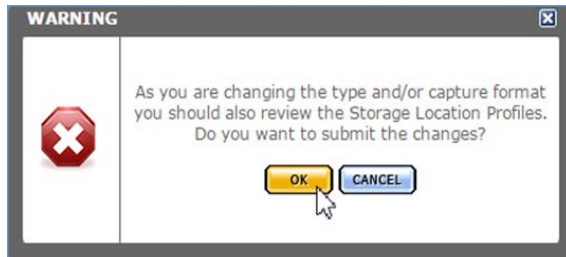 WARNING
As you are changing the type and/or capture format
you should also review the Storage Location Profiles.
Do you want to submit the changes?
OK CANCEL